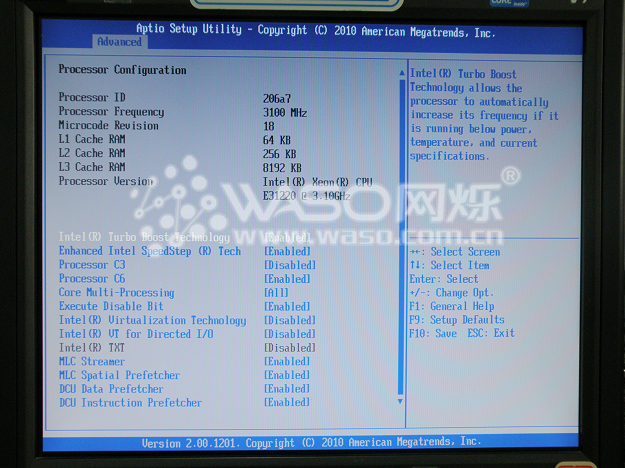 Aptio Setup Utility - Copyright (C) 2010 American Megatrends, Inc.
Advanced
Processor Configuration
Processor ID 206a7
Processor Frequency 3100 MHz
Microcode Revision 18
L1 Cache RAM 64 KB
L2 Cache RAM 256 KB
L3 Cache RAM 8192 KB
Processor Version Intel(R) Xeon(R) CPU
E31220 @ 3.10GHz
Intel(R) Turbo Boost Technology [Enabled]
Enhanced Intel SpeedStep (R) Tech [Enabled]
Processor C3 [Disabled]
Processor C6 [Enabled]
Core Multi-Processing [All]
Execute Disable Bit [Enabled]
Intel(R) Virtualization Technology [Disabled]
Intel(R) VT for Directed I/O [Disabled]
Intel(R) TXT [Disabled]
MLC Streamer [Enabled]
MLC Spatial Prefetcher [Enabled]
DCU Data Prefetcher [Enabled]
DCU Instruction Prefetcher [Enabled]
Intel(R) Turbo Boost
Technology allows the
processor to automatically
increase its frequency if it
is running below power,
temperature, and current
specifications.
→←: Select Screen
↑↓: Select Item
Enter: Select
+/-: Change Opt.
F1: General Help
F9: Setup Defaults
F10: Save ESC: Exit
Version 2.00.1201. Copyright (C) 2010 American Megatrends, Inc.
WASO网烁®
www.waso.com.cn